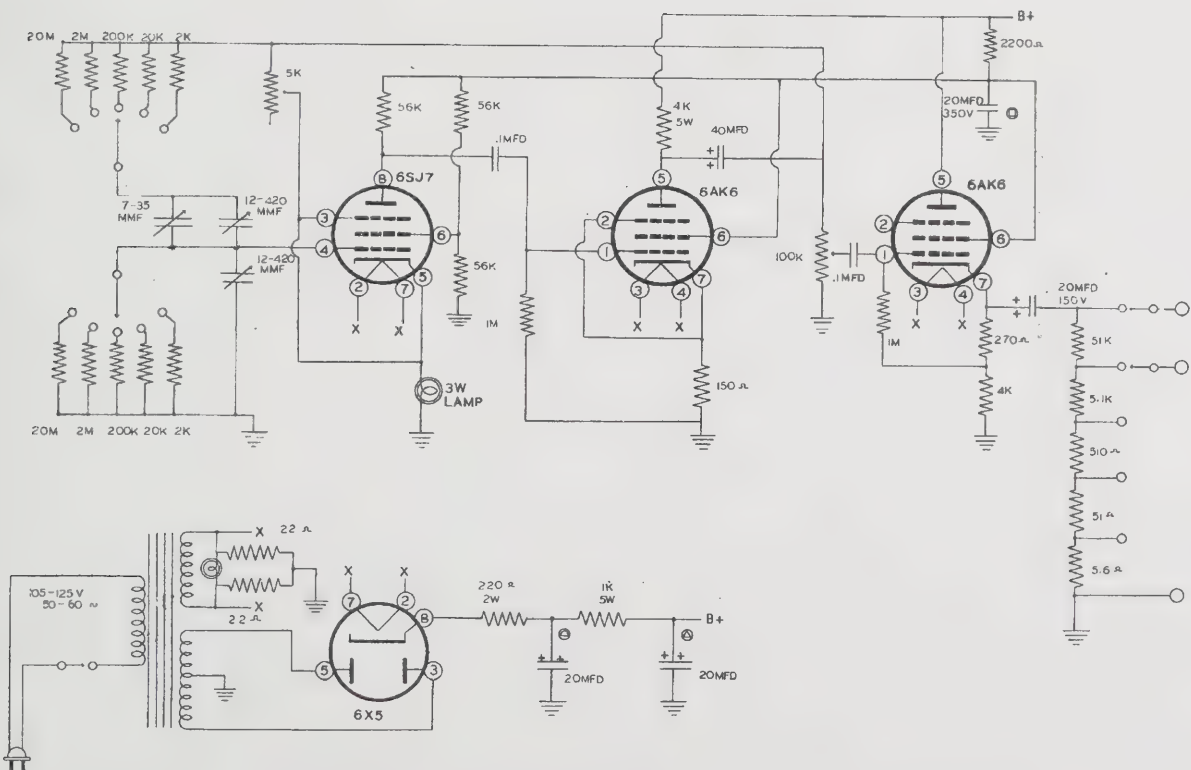 B+
20M 2M 200K 20K 2K
2200Ω
5K
56K
56K
4K
5W
40MFD
20MFD
350V
.1MFD
8
6SJ7
5
6AK6
5
6AK6
7-35
MMF
12-420
MMF
3
4
6
2
1
6
2
1
6
12-420
MMF
56K
100K
.1MFD
2
7
5
3
4
7
3
4
7
X
X
X
X
X
X
20MFD
150V
1M
1M
270Ω
51K
3W
LAMP
150Ω
4K
5.1K
20M 2M 200K 20K 2K
510Ω
51Ω
5.6Ω
X
22Ω
105-125V
50-60 ~
X
22Ω
X
X
7
2
8
220Ω
2W
1K
5W
B+
5
3
20MFD
20MFD
6X5